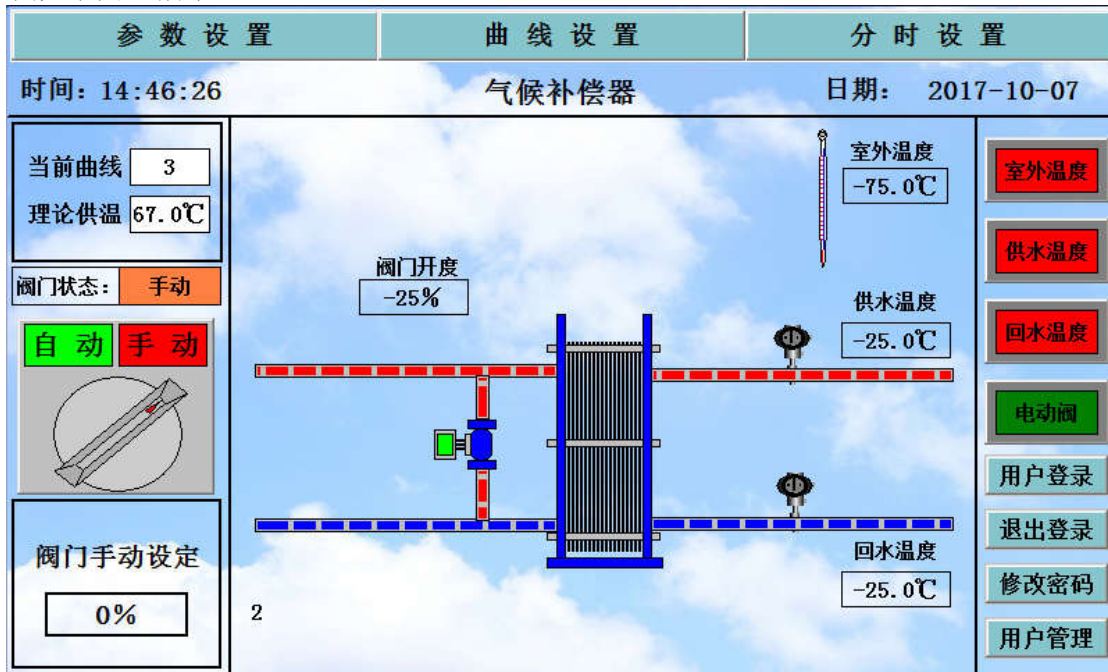 参 数 设 置
曲 线 设 置
分 时 设 置
时间: 14:46:26
气候补偿器
日期: 2017-10-07
当前曲线 3
理论供温 67.0℃
阀门状态: 手动
自 动 手 动
阀门手动设定
0%
阀门开度
-25%
室外温度
-75.0℃
供水温度
-25.0℃
回水温度
-25.0℃
2
室外温度
供水温度
回水温度
电动阀
用户登录
退出登录
修改密码
用户管理